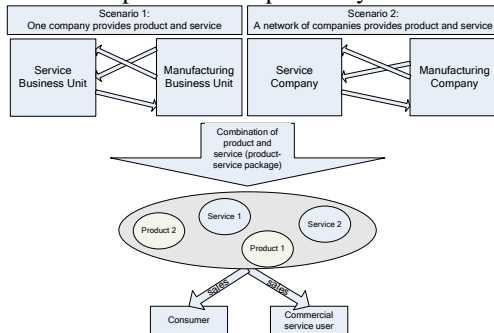 Scenario 1:
One company provides product and service
Scenario 2:
A network of companies provides product and service
Service
Business Unit
Manufacturing
Business Unit
Service
Company
Manufacturing
Company
Combination of
product and
service (product-
service package)
Service 1
Product 2
Service 2
Product 1
sales
sales
Consumer
Commercial
service user